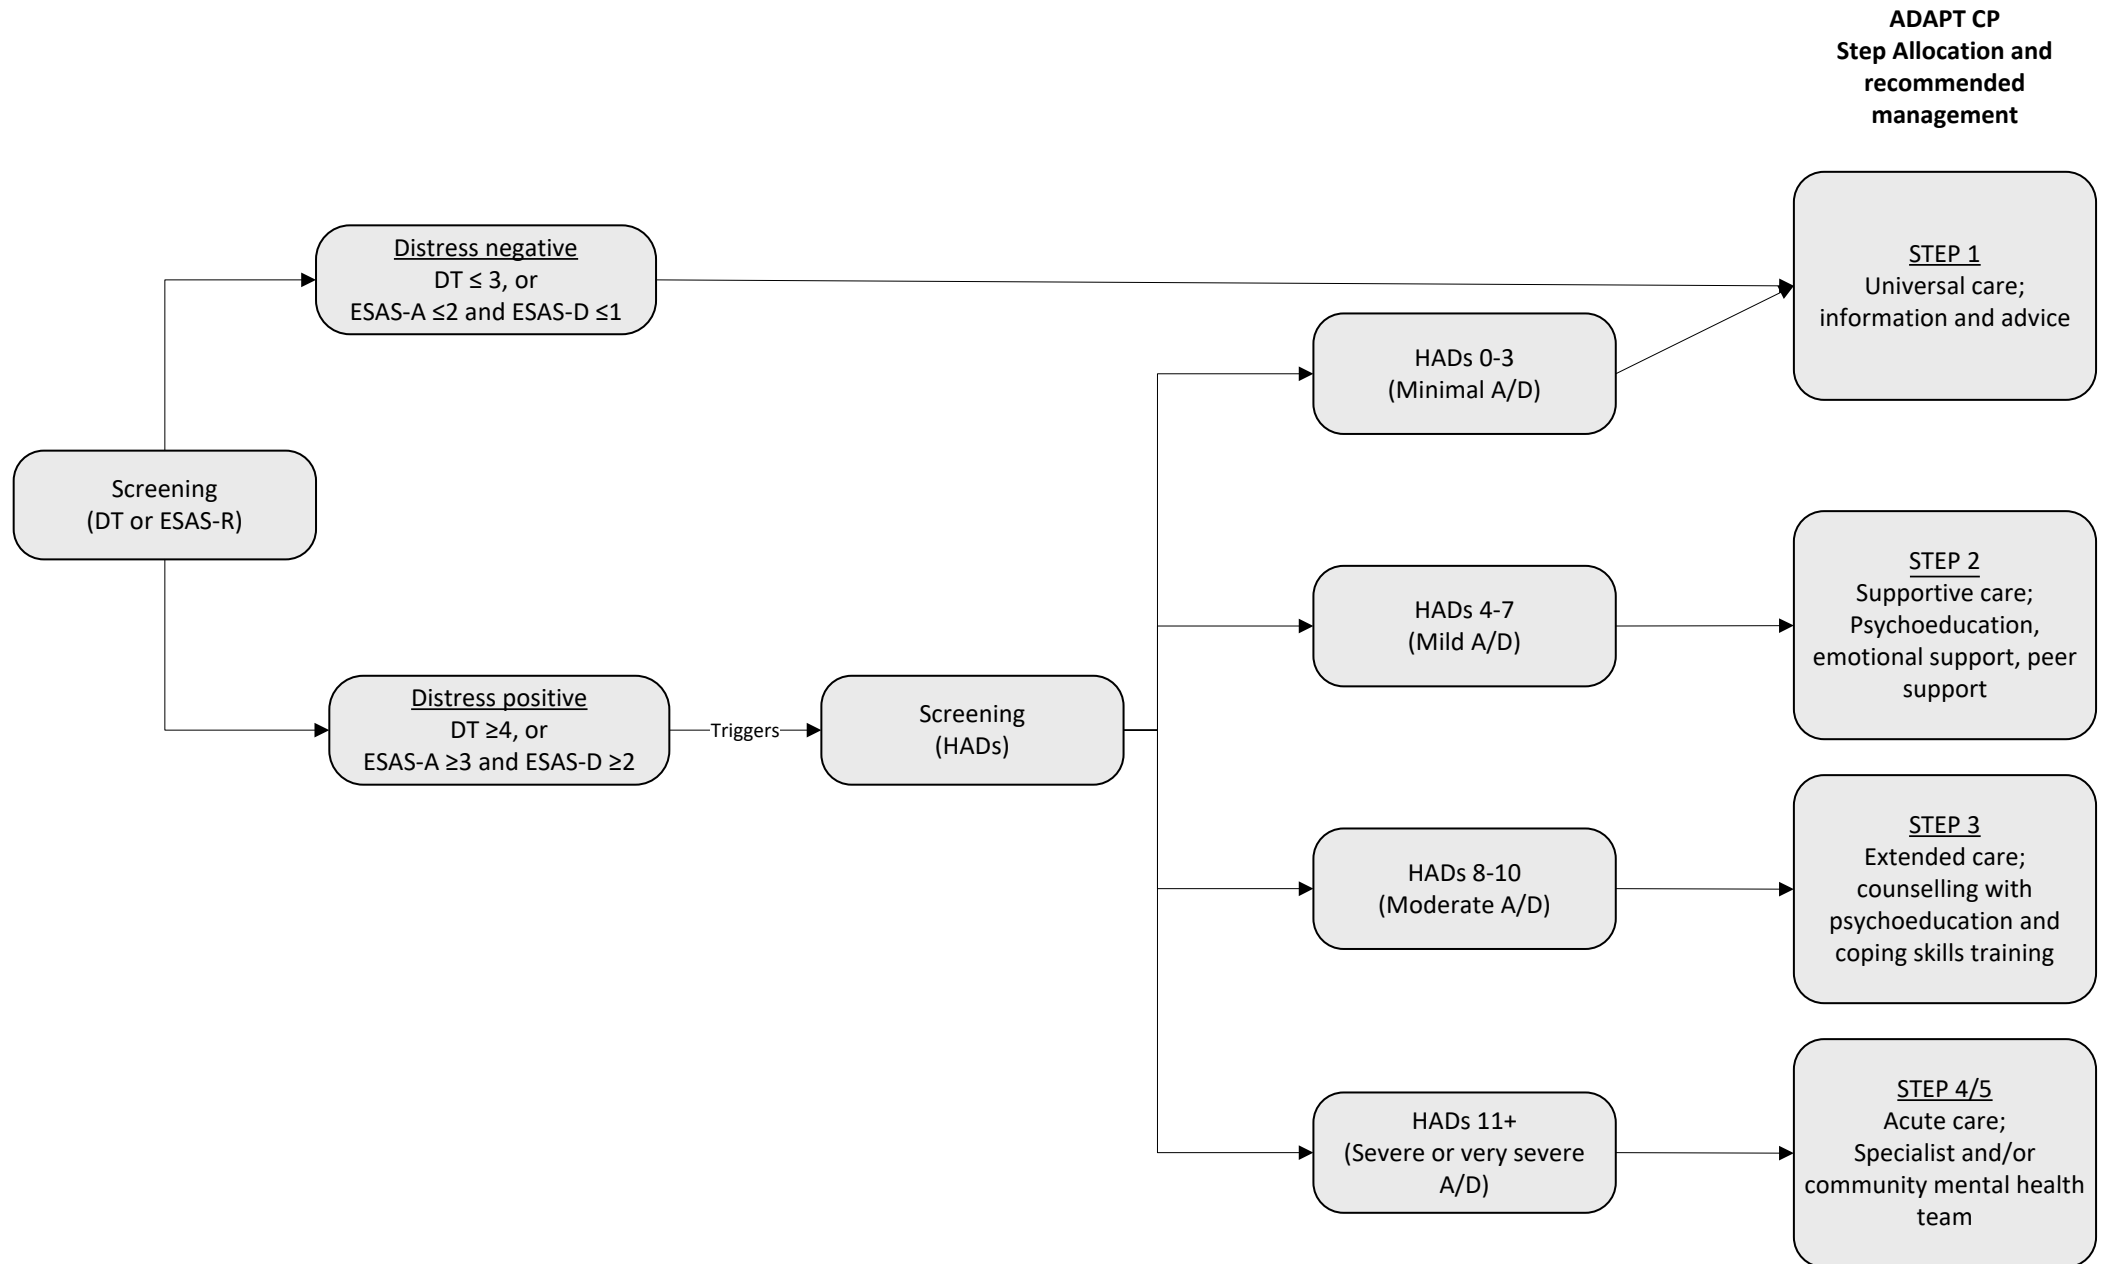 ADAPT CP
Step Allocation and
recommended
management
Distress negative
DT ≤ 3, or
ESAS-A ≤2 and ESAS-D ≤1
STEP 1
Universal care;
information and advice
HADs 0-3
(Minimal A/D)
Screening
(DT or ESAS-R)
HADs 4-7
(Mild A/D)
STEP 2
Supportive care;
Psychoeducation,
emotional support, peer
support
Distress positive
DT ≥4, or
ESAS-A ≥3 and ESAS-D ≥2
Triggers
Screening
(HADs)
HADs 8-10
(Moderate A/D)
STEP 3
Extended care;
counselling with
psychoeducation and
coping skills training
HADs 11+
(Severe or very severe
A/D)
STEP 4/5
Acute care;
Specialist and/or
community mental health
team